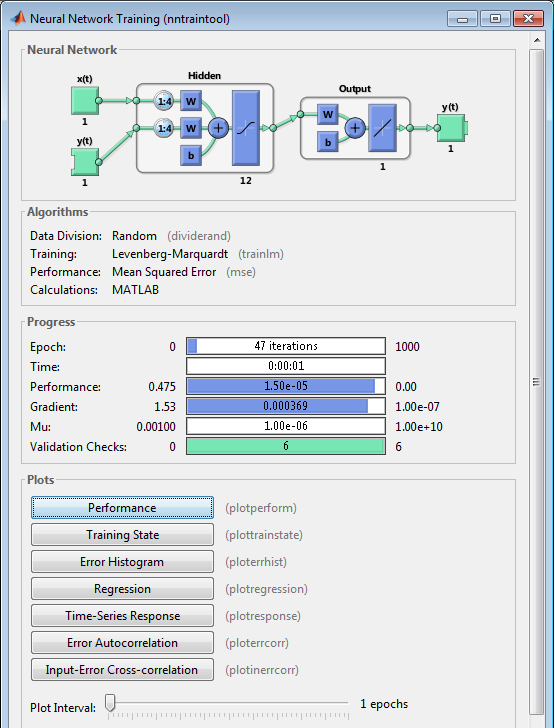 Neural Network Training (nntraintool)
Neural Network
Hidden
Output
x(t)
1
y(t)
1
1:4
W
1:4
W
b
+
12
W
b
+
1
y(t)
1
Algorithms
Data Division: Random (dividerand)
Training: Levenberg-Marquardt (trainlm)
Performance: Mean Squared Error (mse)
Calculations: MATLAB
Progress
Epoch: 0 47 iterations 1000
Time: 0:00:01
Performance: 0.475 1.50e-05 0.00
Gradient: 1.53 0.000369 1.00e-07
Mu: 0.00100 1.00e-06 1.00e+10
Validation Checks: 0 6 6
Plots
Performance (plotperform)
Training State (plottrainstate)
Error Histogram (ploterrhist)
Regression (plotregression)
Time-Series Response (plotresponse)
Error Autocorrelation (ploterrcorr)
Input-Error Cross-correlation (plotinerrcorr)
Plot Interval: 1 epochs